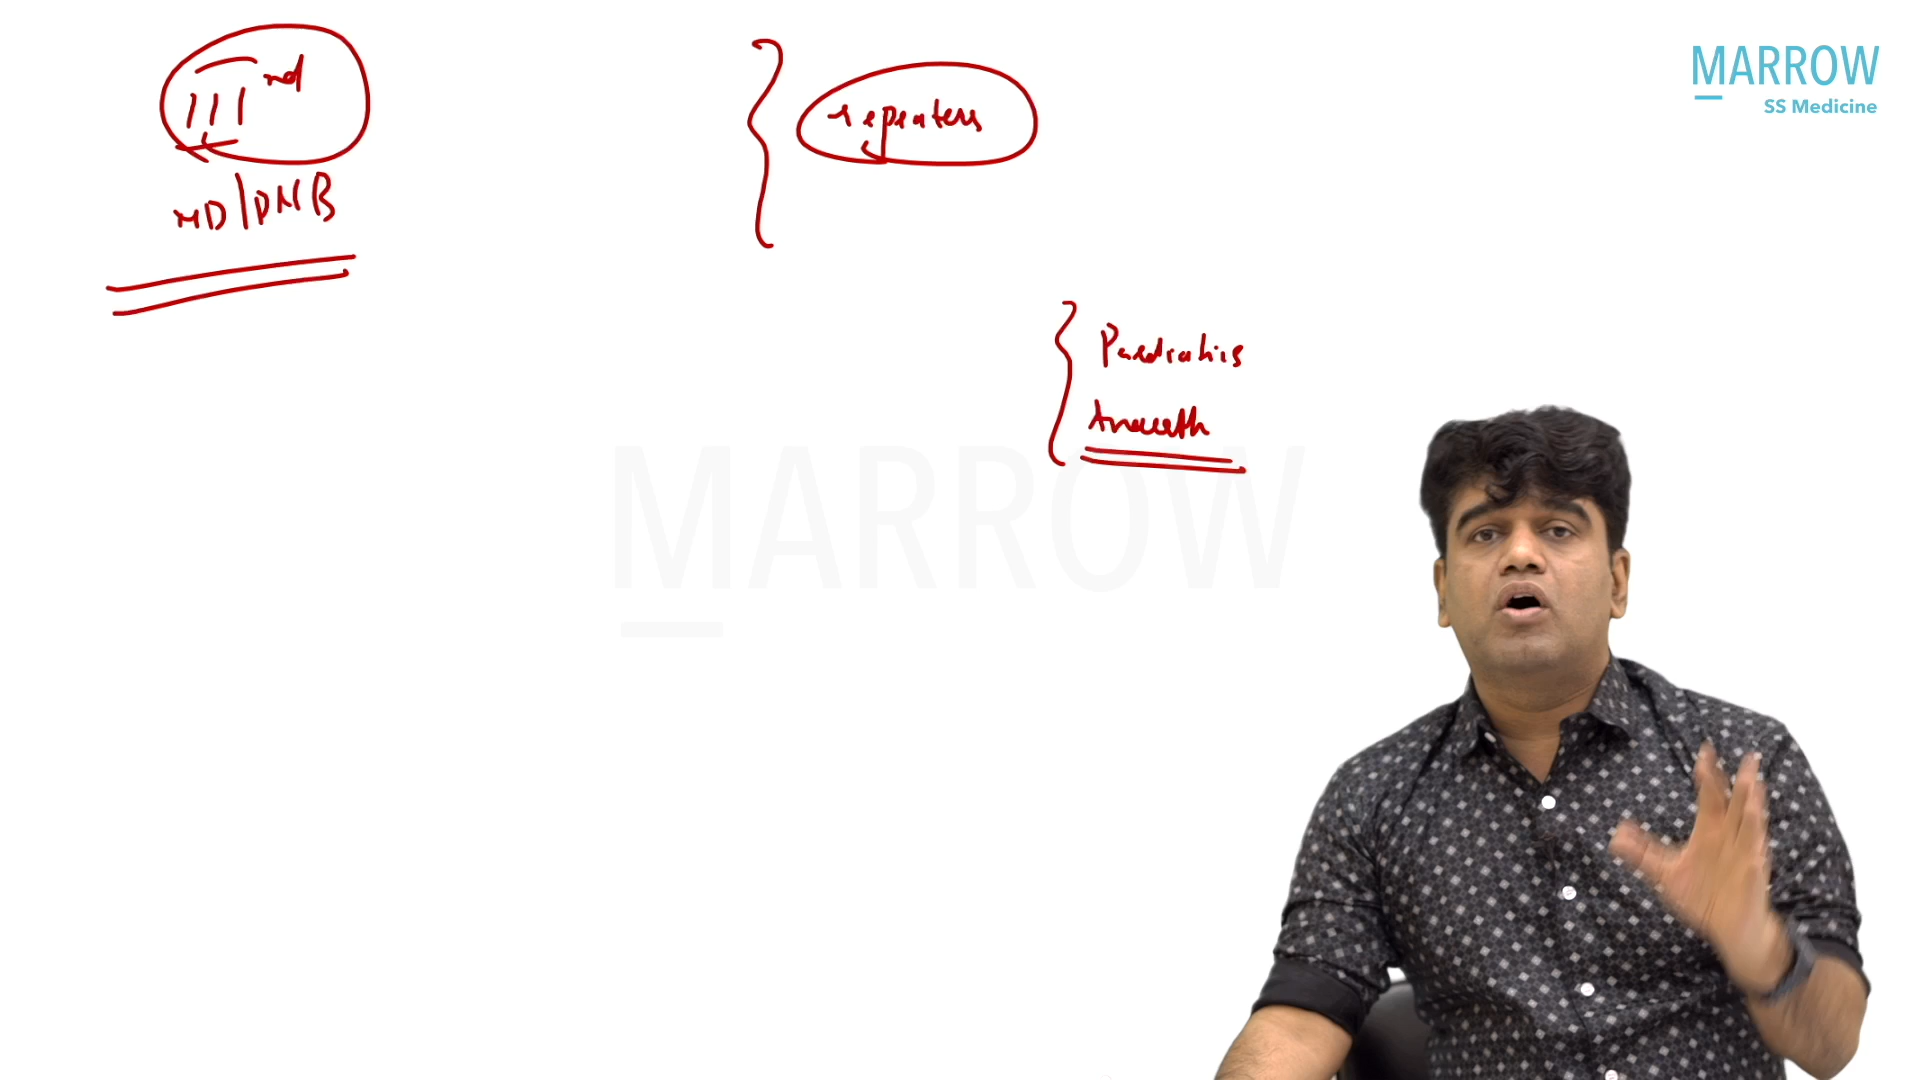 IIIrd
MD/DNB
repeaters
Paediatrics
Anaesth
MARROW
SS Medicine
MARROW